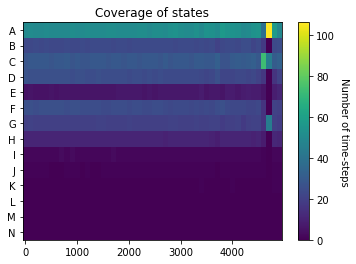 Coverage of states
A
B
C
D
E
F
G
H
I
J
K
L
M
N
0 1000 2000 3000 4000
100
80
60
40
20
0
Number of time-steps